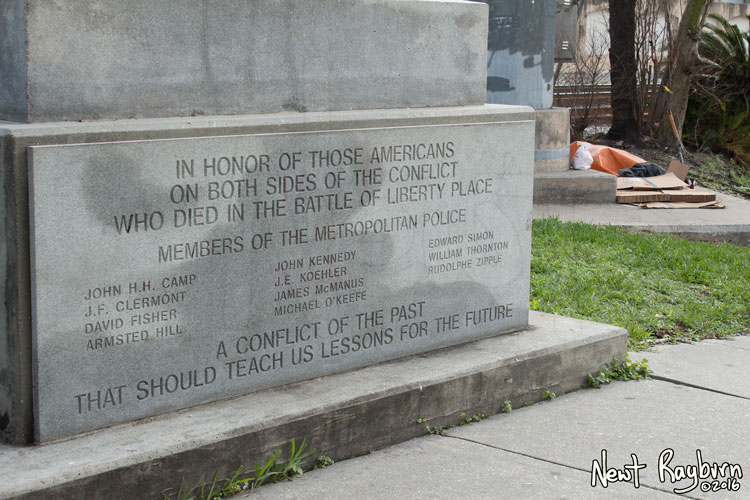 IN HONOR OF THOSE AMERICANS
ON BOTH SIDES OF THE CONFLICT
WHO DIED IN THE BATTLE OF LIBERTY PLACE
MEMBERS OF THE METROPOLITAN POLICE
JOHN H.H. CAMP
J.F. CLERMONT
DAVID FISHER
ARMSTED HILL
JOHN KENNEDY
J.E. KOEHLER
JAMES McMANUS
MICHAEL O'KEEFE
EDWARD SIMON
WILLIAM THORNTON
RUDOLPHE ZIPPLE
A CONFLICT OF THE PAST
THAT SHOULD TEACH US LESSONS FOR THE FUTURE
Newt Rayburn
©2016